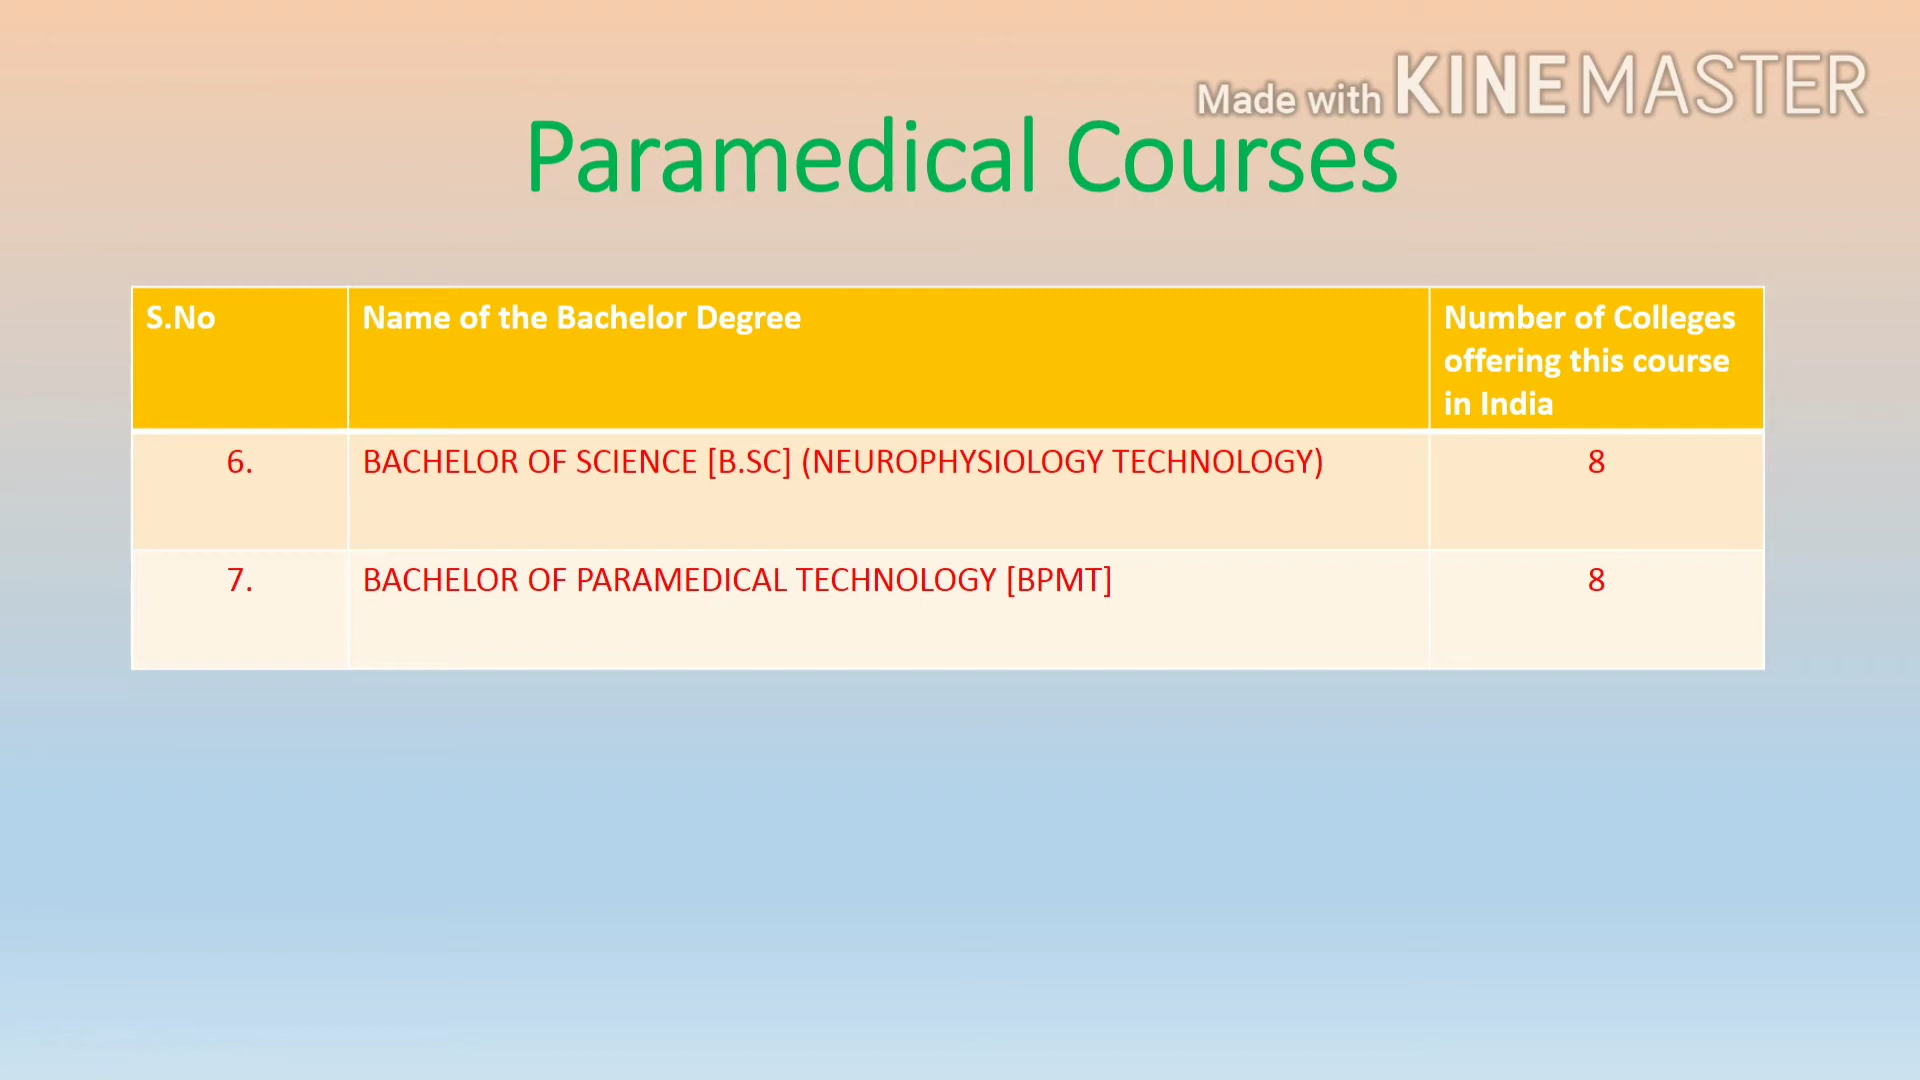 Made with KINEMASTER
Paramedical Courses
S.No
Name of the Bachelor Degree
Number of Colleges
offering this course
in India
6.
BACHELOR OF SCIENCE [B.SC] (NEUROPHYSIOLOGY TECHNOLOGY)
8
7.
BACHELOR OF PARAMEDICAL TECHNOLOGY [BPMT]
8